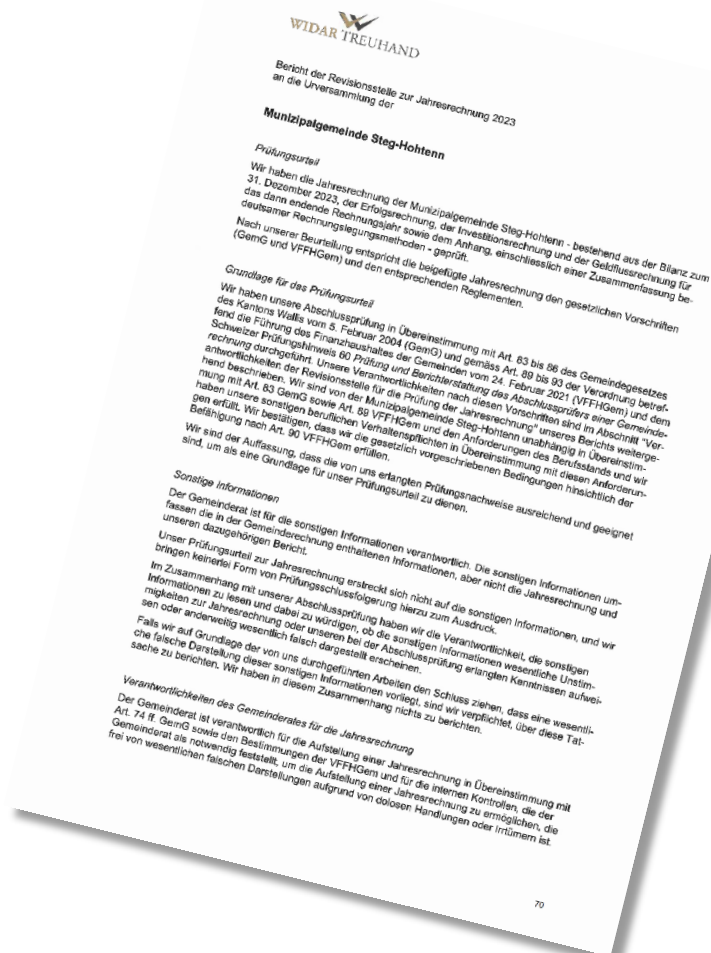 WIDAR TREUHAND
Bericht der Revisionsstelle zur Jahresrechnung 2023
an die Urversammlung der
Munizipalgemeinde Steg-Hohtenn
Prüfungsurteil
Wir haben die Jahresrechnung der Munizipalgemeinde Steg-Hohtenn - bestehend aus der Bilanz zum
31. Dezember 2023, der Erfolgsrechnung, der Investitionsrechnung und der Geldflussrechnung für
das dann endende Rechnungsjahr sowie dem Anhang, einschliesslich einer Zusammenfassung be-
deutsamer Rechnungslegungsmethoden - geprüft.
Nach unserer Beurteilung entspricht die beigefügte Jahresrechnung den gesetzlichen Vorschriften
(GemG und VFFHGem) und den entsprechenden Reglementen.
Grundlage für das Prüfungsurteil
Wir haben unsere Abschlussprüfung in Übereinstimmung mit Art. 83 bis 86 des Gemeindegesetzes
des Kantons Wallis vom 5. Februar 2004 (GemG) und gemäss Art. 89 bis 93 der Verordnung betref-
fend die Führung des Finanzhaushaltes der Gemeinden vom 24. Februar 2021 (VFFHGem) und dem
Schweizer Prüfungshinweis 60 Prüfung und Berichterstattung des Abschlussprüfers einer Gemeinde-
rechnung durchgeführt. Unsere Verantwortlichkeiten nach diesen Vorschriften sind im Abschnitt "Ver-
antwortlichkeiten der Revisionsstelle für die Prüfung der Jahresrechnung" unseres Berichts weiterge-
hend beschrieben. Wir sind von der Munizipalgemeinde Steg-Hohtenn unabhängig in Übereinstim-
mung mit Art. 83 GemG sowie Art. 89 VFFHGem und den Anforderungen des Berufsstands und wir
haben unsere sonstigen beruflichen Verhaltenspflichten in Übereinstimmung mit diesen Anforderun-
gen erfüllt. Wir bestätigen, dass wir die gesetzlich vorgeschriebenen Bedingungen hinsichtlich der
Befähigung nach Art. 90 VFFHGem erfüllen.
Wir sind der Auffassung, dass die von uns erlangten Prüfungsnachweise ausreichend und geeignet
sind, um als eine Grundlage für unser Prüfungsurteil zu dienen.
Sonstige Informationen
Der Gemeinderat ist für die sonstigen Informationen verantwortlich. Die sonstigen Informationen um-
fassen die in der Gemeinderechnung enthaltenen Informationen, aber nicht die Jahresrechnung und
unseren dazugehörigen Bericht.
Unser Prüfungsurteil zur Jahresrechnung erstreckt sich nicht auf die sonstigen Informationen, und wir
bringen keinerlei Form von Prüfungsschlussfolgerung hierzu zum Ausdruck.
Im Zusammenhang mit unserer Abschlussprüfung haben wir die Verantwortlichkeit, die sonstigen
Informationen zu lesen und dabei zu würdigen, ob die sonstigen Informationen wesentliche Unstim-
migkeiten zur Jahresrechnung oder unseren bei der Abschlussprüfung erlangten Kenntnissen aufwei-
sen oder anderweitig wesentlich falsch dargestellt erscheinen.
Falls wir auf Grundlage der von uns durchgeführten Arbeiten den Schluss ziehen, dass eine wesentli-
che falsche Darstellung dieser sonstigen Informationen vorliegt, sind wir verpflichtet, über diese Tat-
sache zu berichten. Wir haben in diesem Zusammenhang nichts zu berichten.
Verantwortlichkeiten des Gemeinderates für die Jahresrechnung
Der Gemeinderat ist verantwortlich für die Aufstellung einer Jahresrechnung in Übereinstimmung mit
Art. 74 ff. GemG sowie den Bestimmungen der VFFHGem und für die internen Kontrollen, die der
Gemeinderat als notwendig feststellt, um die Aufstellung einer Jahresrechnung zu ermöglichen, die
frei von wesentlichen falschen Darstellungen aufgrund von dolosen Handlungen oder Irrtümern ist.
70